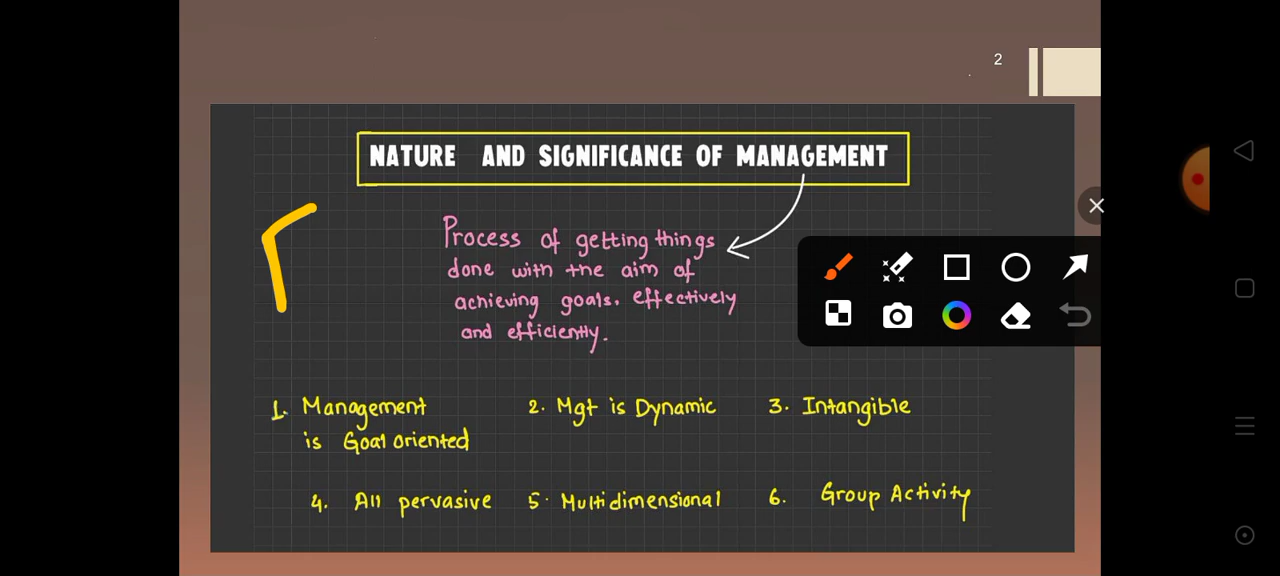 2
NATURE AND SIGNIFICANCE OF MANAGEMENT
Process of getting things
done with the aim of
achieving goals. effectively
and efficiently.
1. Management
is Goal oriented
2. Mgt is Dynamic
3. Intangible
4. All pervasive
5. Multidimensional
6. Group Activity